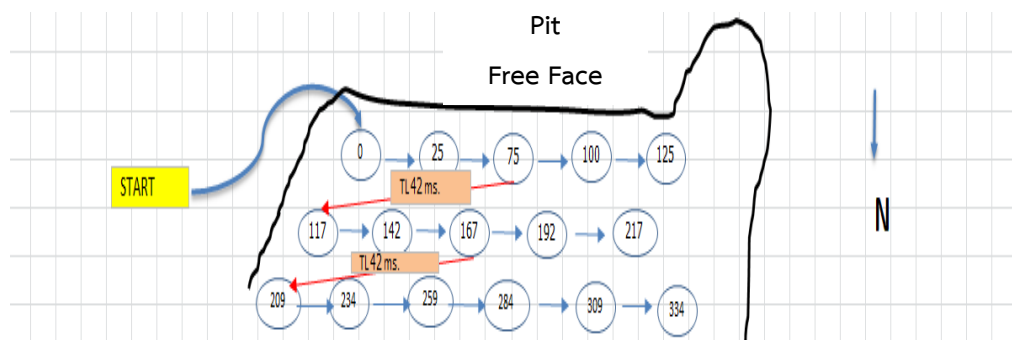 Pit
Free Face
START
0 25 75 100 125
TL42 ms.
117 142 167 192 217
TL42 ms.
209 234 259 284 309 334
N